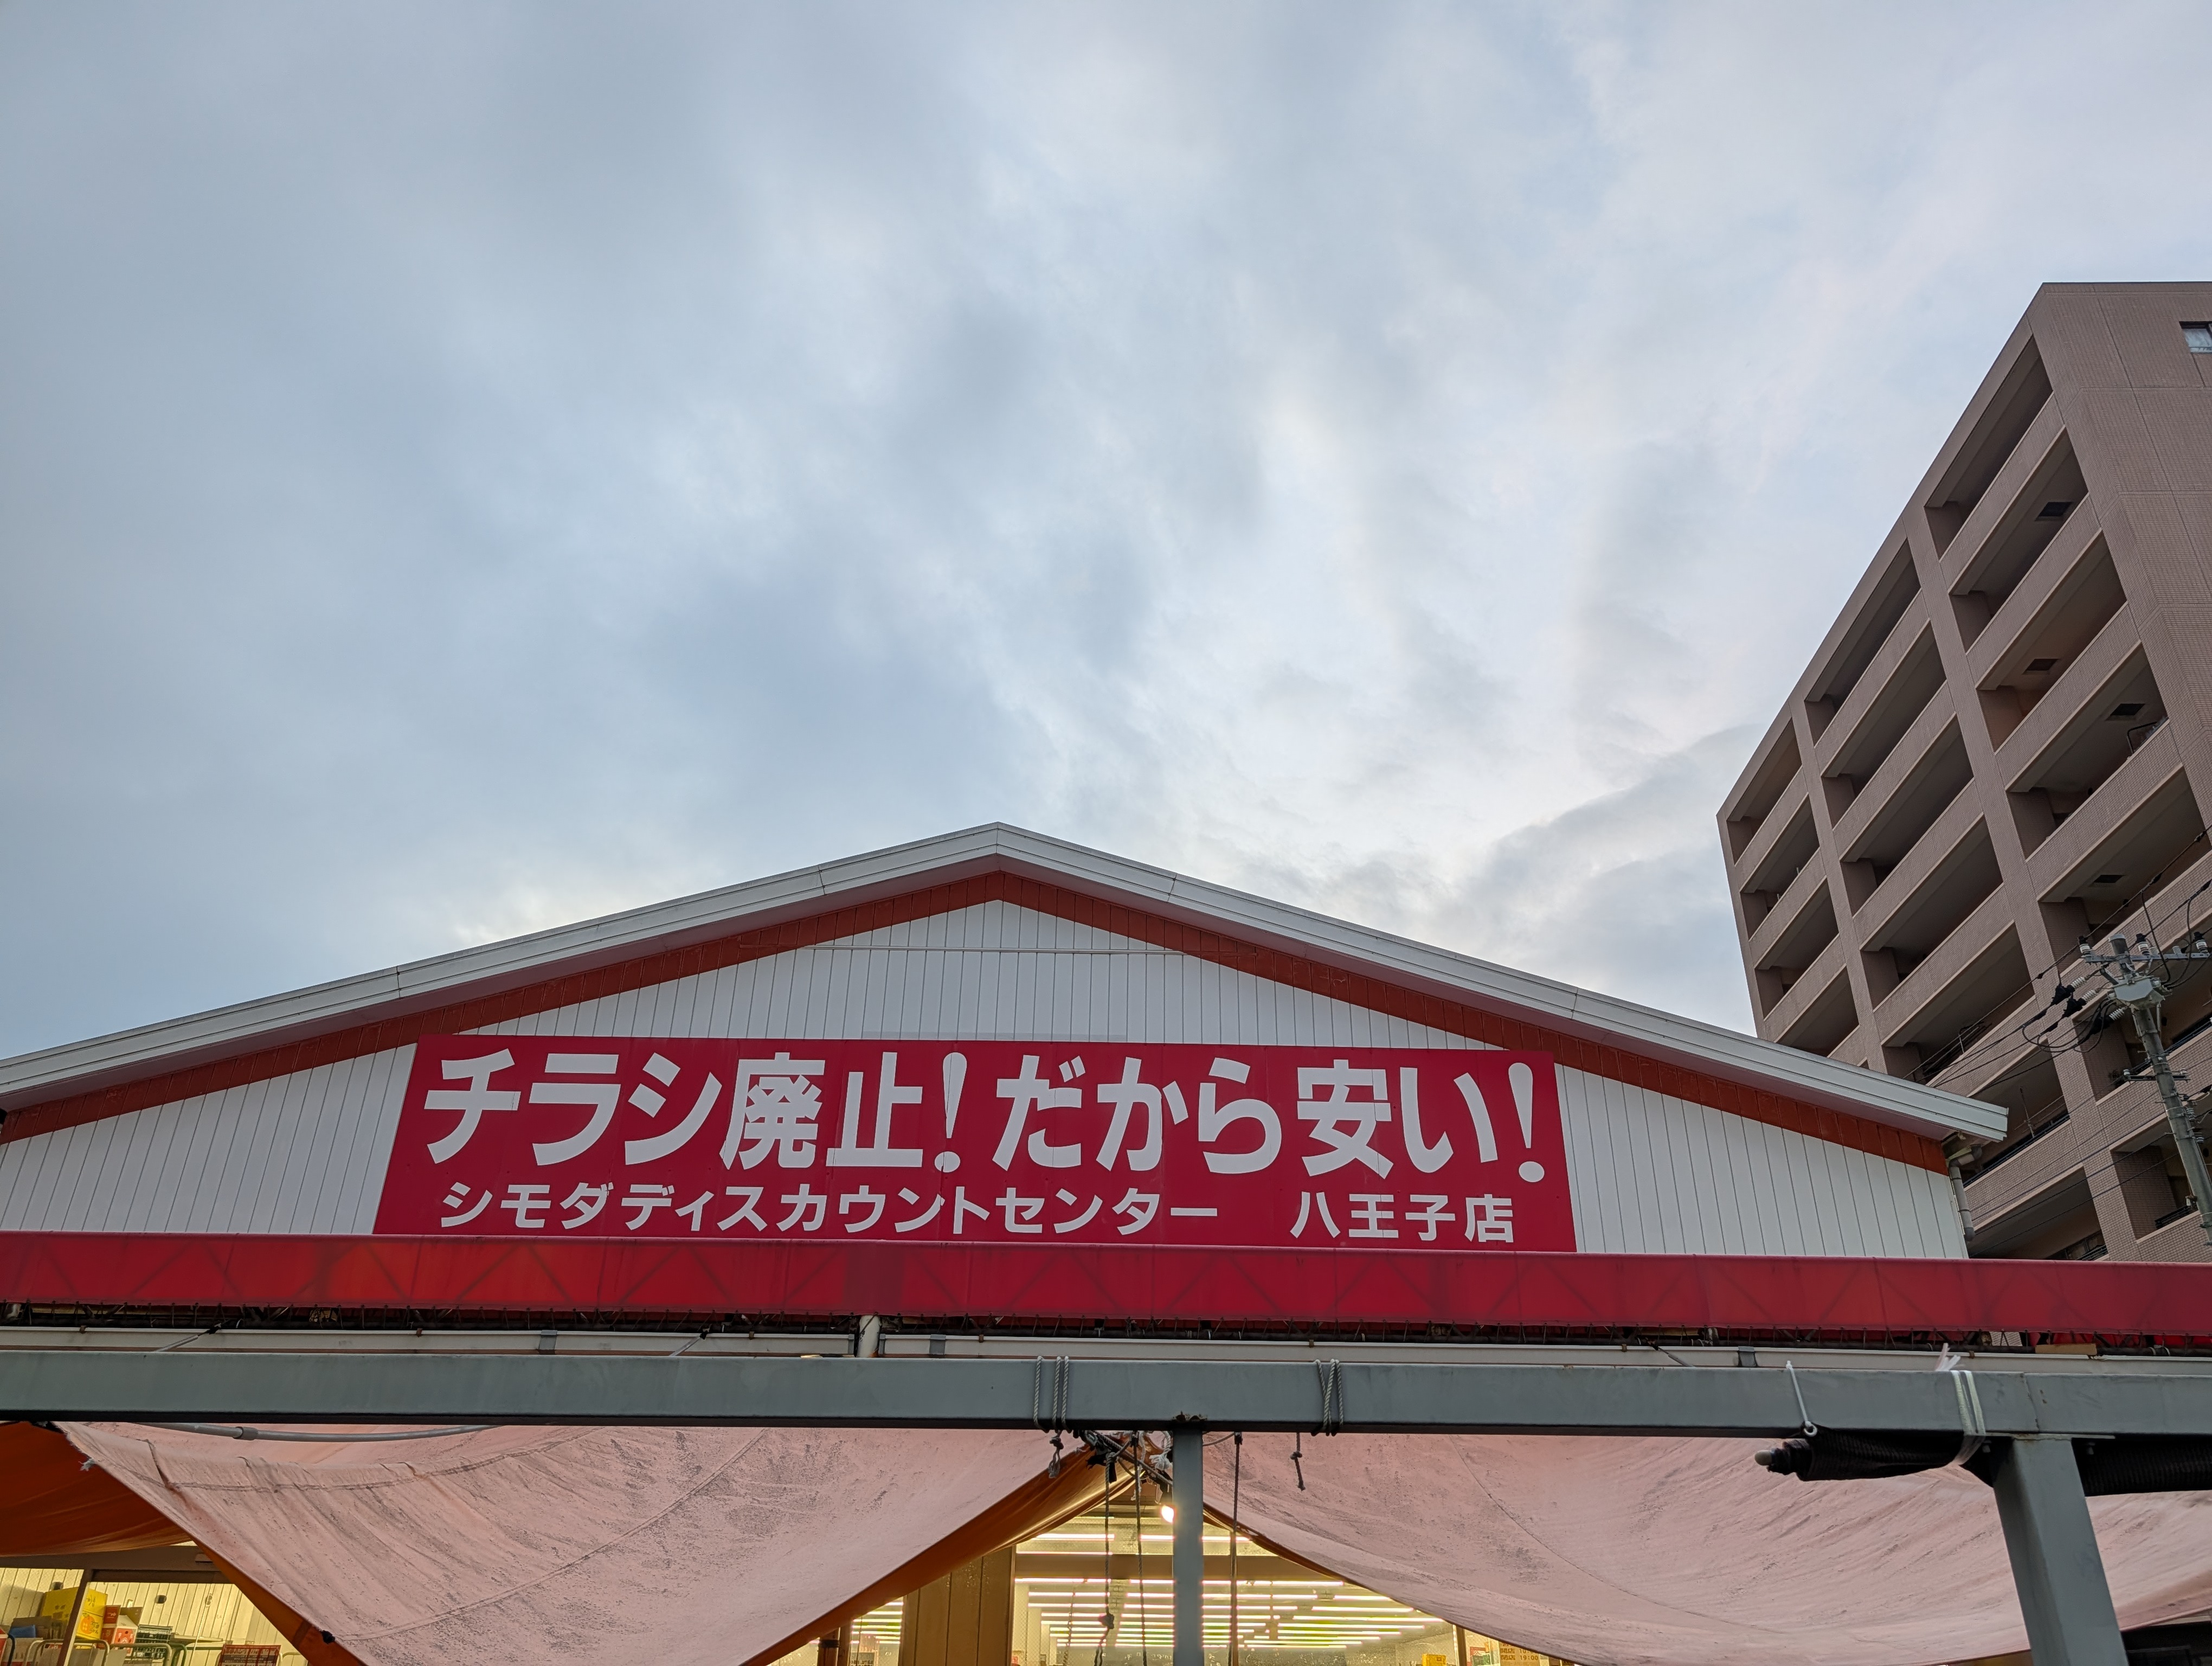 チラシ廃止！だから安い！
シモダディスカウントセンター　八王子店